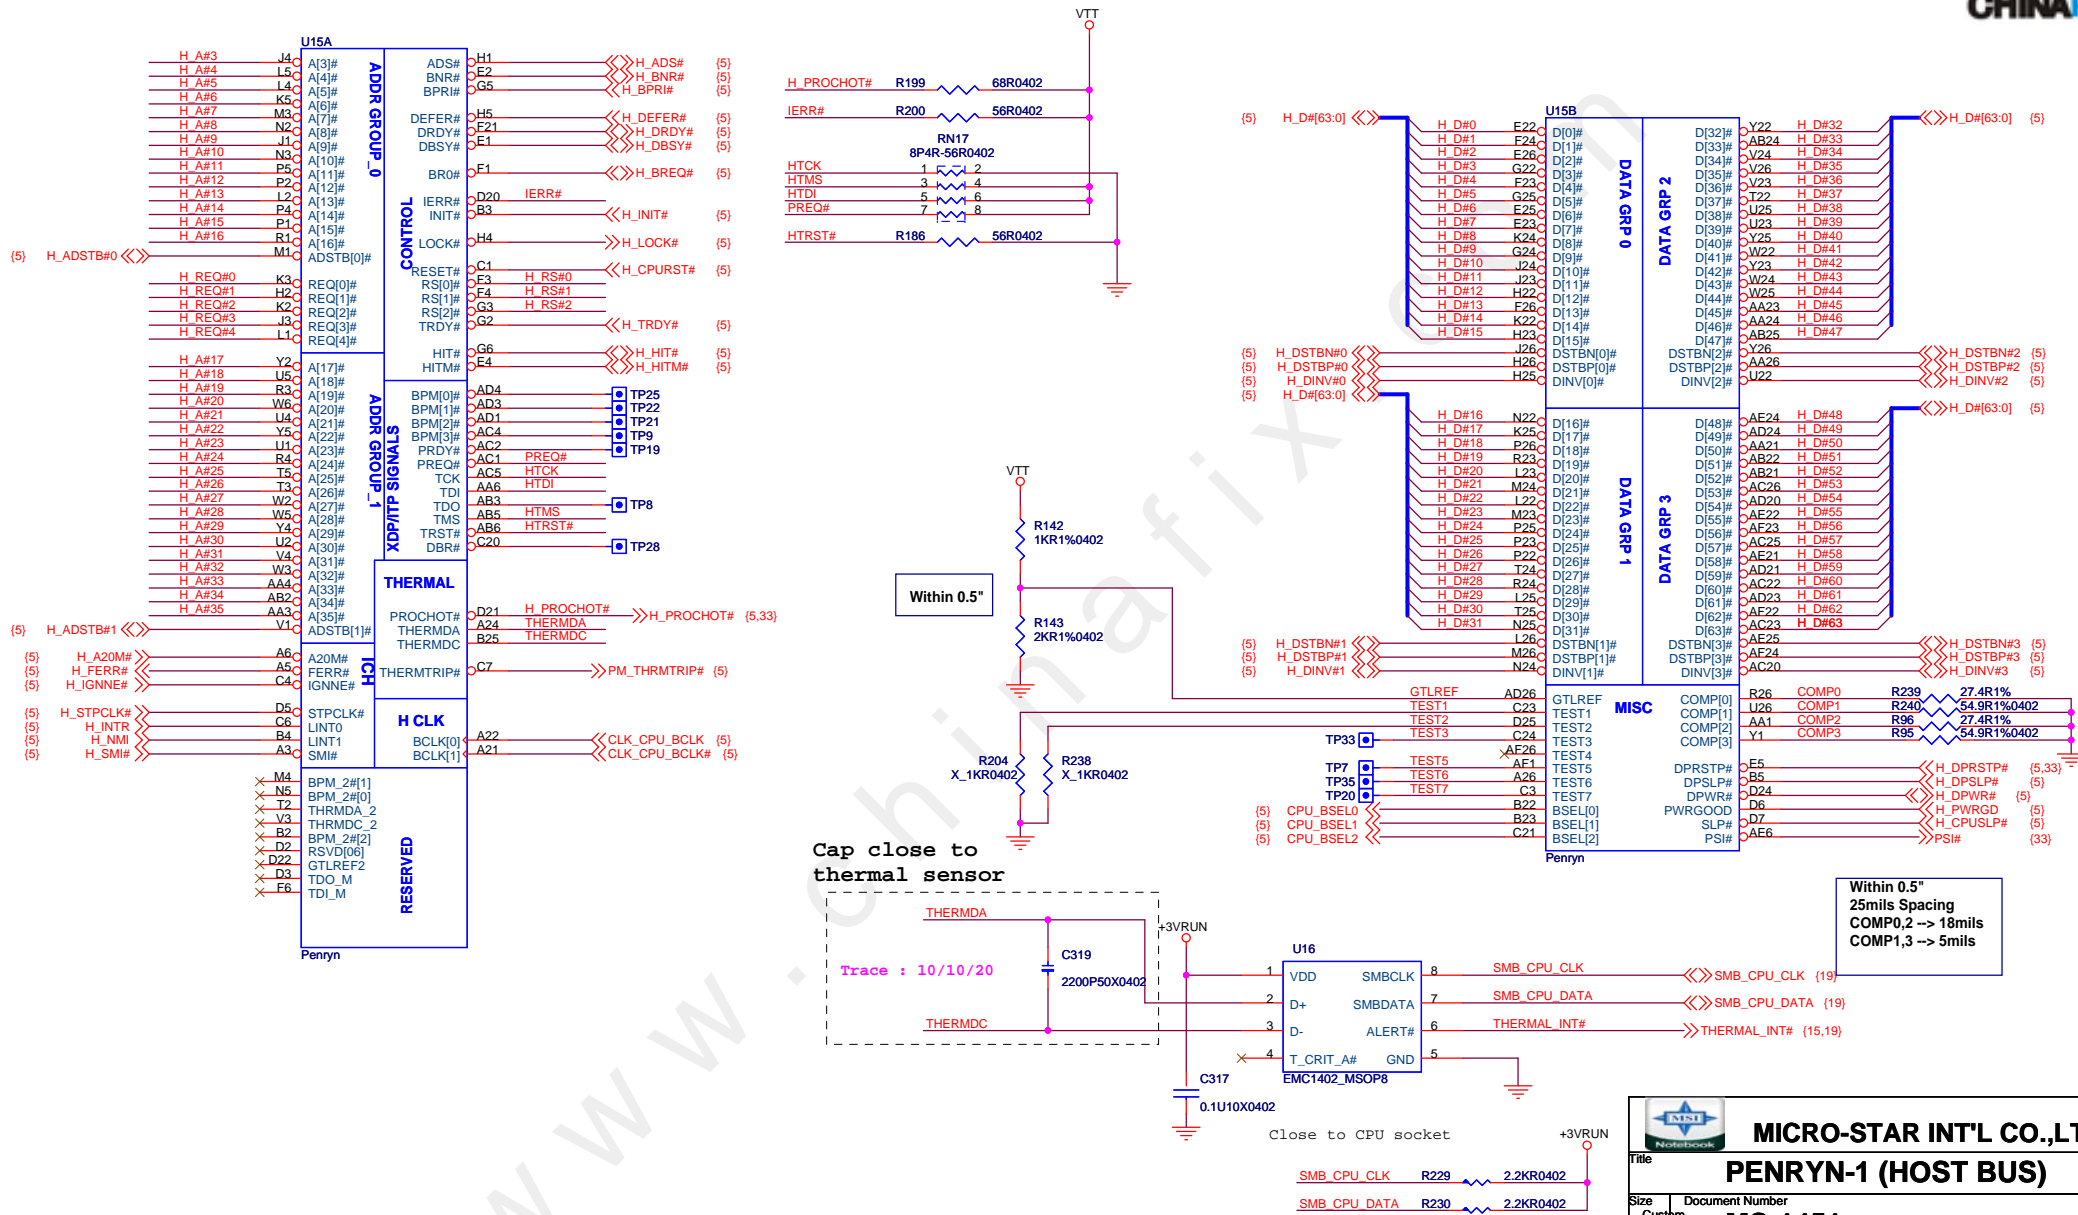 CHINA
U15A
H_A#3 J4 A[3]#
H_A#4 L5 A[4]#
H_A#5 L4 A[5]#
H_A#6 K5 A[6]#
H_A#7 M3 A[7]#
H_A#8 N2 A[8]#
H_A#9 J1 A[9]#
H_A#10 N3 A[10]#
H_A#11 P5 A[11]#
H_A#12 P2 A[12]#
H_A#13 L2 A[13]#
H_A#14 P4 A[14]#
H_A#15 P1 A[15]#
H_A#16 R1 A[16]#
{5} H_ADSTB#0 M1 ADSTB[0]#
H_REQ#0 K3 REQ[0]#
H_REQ#1 H2 REQ[1]#
H_REQ#2 K2 REQ[2]#
H_REQ#3 J3 REQ[3]#
H_REQ#4 L1 REQ[4]#
ADDR GROUP_0
H_A#17 Y2 A[17]#
H_A#18 U5 A[18]#
H_A#19 R3 A[19]#
H_A#20 W6 A[20]#
H_A#21 U4 A[21]#
H_A#22 Y5 A[22]#
H_A#23 U1 A[23]#
H_A#24 R4 A[24]#
H_A#25 T5 A[25]#
H_A#26 T3 A[26]#
H_A#27 W2 A[27]#
H_A#28 W5 A[28]#
H_A#29 Y4 A[29]#
H_A#30 U2 A[30]#
H_A#31 V4 A[31]#
H_A#32 W3 A[32]#
H_A#33 AA4 A[33]#
H_A#34 AB2 A[34]#
H_A#35 AA3 A[35]#
{5} H_ADSTB#1 V1 ADSTB[1]#
ADDR GROUP_1
{5} H_A20M# A6 A20M#
{5} H_FERR# A5 FERR#
{5} H_IGNNE# C4 IGNNE#
{5} H_STPCLK# D5 STPCLK#
{5} H_INTR C6 LINT0
{5} H_NMI B4 LINT1
{5} H_SMI# A3 SMI#
ICH
M4 BPM_2#[1]
N5 BPM_2#[0]
T2 THRMDA_2
V3 THRMDC_2
B2 BPM_2#[2]
D2 RSVD[06]
D22 GTLREF2
D3 TDO_M
F6 TDI_M
RESERVED
Penryn
CONTROL
ADS# H1 H_ADS# {5}
BNR# E2 H_BNR# {5}
BPRI# G5 H_BPRI# {5}
DEFER# H5 H_DEFER# {5}
DRDY# F21 H_DRDY# {5}
DBSY# E1 H_DBSY# {5}
BR0# F1 H_BREQ# {5}
IERR# D20 IERR#
INIT# B3 H_INIT# {5}
LOCK# H4 H_LOCK# {5}
RESET# C1 H_CPURST# {5}
RS[0]# F3 H_RS#0
RS[1]# F4 H_RS#1
RS[2]# G3 H_RS#2
TRDY# G2 H_TRDY# {5}
HIT# G6 H_HIT# {5}
HITM# E4 H_HITM# {5}
XDP/ITP SIGNALS
BPM[0]# AD4 TP25
BPM[1]# AD3 TP22
BPM[2]# AD1 TP21
BPM[3]# AC4 TP9
PRDY# AC2 TP19
PREQ# AC1 PREQ#
TCK AC5 HTCK
TDI AA6 HTDI
TDO AB3 TP8
TMS AB5 HTMS
TRST# AB6 HTRST#
DBR# C20 TP28
THERMAL
PROCHOT# D21 H_PROCHOT# H_PROCHOT# {5,33}
THERMDA A24 THERMDA
THERMDC B25 THERMDC
THERMTRIP# C7 PM_THRMTRIP# {5}
H CLK
BCLK[0] A22 CLK_CPU_BCLK {5}
BCLK[1] A21 CLK_CPU_BCLK# {5}
VTT
H_PROCHOT# R199 68R0402
IERR# R200 56R0402
RN17
8P4R-56R0402
HTCK 1 2
HTMS 3 4
HTDI 5 6
PREQ# 7 8
HTRST# R186 56R0402
VTT
R142
1KR1%0402
Within 0.5"
R143
2KR1%0402
R204
X_1KR0402
R238
X_1KR0402
U15B
{5} H_D#[63:0]
H_D#0 E22 D[0]#
H_D#1 F24 D[1]#
H_D#2 E26 D[2]#
H_D#3 G22 D[3]#
H_D#4 F23 D[4]#
H_D#5 G25 D[5]#
H_D#6 E25 D[6]#
H_D#7 E23 D[7]#
H_D#8 K24 D[8]#
H_D#9 G24 D[9]#
H_D#10 J24 D[10]#
H_D#11 J23 D[11]#
H_D#12 H22 D[12]#
H_D#13 F26 D[13]#
H_D#14 K22 D[14]#
H_D#15 H23 D[15]#
{5} H_DSTBN#0 J26 DSTBN[0]#
{5} H_DSTBP#0 H26 DSTBP[0]#
{5} H_DINV#0 H25 DINV[0]#
{5} H_D#[63:0]
DATA GRP 0
H_D#16 N22 D[16]#
H_D#17 K25 D[17]#
H_D#18 P26 D[18]#
H_D#19 R23 D[19]#
H_D#20 L23 D[20]#
H_D#21 M24 D[21]#
H_D#22 L22 D[22]#
H_D#23 M23 D[23]#
H_D#24 P25 D[24]#
H_D#25 P23 D[25]#
H_D#26 P22 D[26]#
H_D#27 T24 D[27]#
H_D#28 R24 D[28]#
H_D#29 L25 D[29]#
H_D#30 T25 D[30]#
H_D#31 N25 D[31]#
{5} H_DSTBN#1 L26 DSTBN[1]#
{5} H_DSTBP#1 M26 DSTBP[1]#
{5} H_DINV#1 N24 DINV[1]#
DATA GRP 1
GTLREF AD26 GTLREF
TEST1 C23 TEST1
TEST2 D25 TEST2
TP33 TEST3 C24 TEST3
AF26 TEST4
TP7 TEST5 AF1 TEST5
TP35 TEST6 A26 TEST6
TP20 TEST7 C3 TEST7
{5} CPU_BSEL0 B22 BSEL[0]
{5} CPU_BSEL1 B23 BSEL[1]
{5} CPU_BSEL2 C21 BSEL[2]
MISC
Penryn
DATA GRP 2
D[32]# Y22 H_D#32
D[33]# AB24 H_D#33
D[34]# V24 H_D#34
D[35]# V26 H_D#35
D[36]# V23 H_D#36
D[37]# T22 H_D#37
D[38]# U25 H_D#38
D[39]# U23 H_D#39
D[40]# Y25 H_D#40
D[41]# W22 H_D#41
D[42]# Y23 H_D#42
D[43]# W24 H_D#43
D[44]# W25 H_D#44
D[45]# AA23 H_D#45
D[46]# AA24 H_D#46
D[47]# AB25 H_D#47
H_D#[63:0] {5}
DSTBN[2]# Y26 H_DSTBN#2 {5}
DSTBP[2]# AA26 H_DSTBP#2 {5}
DINV[2]# U22 H_DINV#2 {5}
H_D#[63:0] {5}
DATA GRP 3
D[48]# AE24 H_D#48
D[49]# AD24 H_D#49
D[50]# AA21 H_D#50
D[51]# AB22 H_D#51
D[52]# AB21 H_D#52
D[53]# AC26 H_D#53
D[54]# AD20 H_D#54
D[55]# AE22 H_D#55
D[56]# AF23 H_D#56
D[57]# AC25 H_D#57
D[58]# AE21 H_D#58
D[59]# AD21 H_D#59
D[60]# AC22 H_D#60
D[61]# AD23 H_D#61
D[62]# AF22 H_D#62
D[63]# AC23 H_D#63
DSTBN[3]# AE25 H_DSTBN#3 {5}
DSTBP[3]# AF24 H_DSTBP#3 {5}
DINV[3]# AC20 H_DINV#3 {5}
COMP[0] R26 COMP0 R239 27.4R1%
COMP[1] U26 COMP1 R240 54.9R1%0402
COMP[2] AA1 COMP2 R96 27.4R1%
COMP[3] Y1 COMP3 R95 54.9R1%0402
DPRSTP# E5 H_DPRSTP# {5,33}
DPSLP# B5 H_DPSLP# {5}
DPWR# D24 H_DPWR# {5}
PWRGOOD D6 H_PWRGD {5}
SLP# D7 H_CPUSLP# {5}
PSI# AE6 PSI# {33}
Within 0.5"
25mils Spacing
COMP0,2 --> 18mils
COMP1,3 --> 5mils
Cap close to
thermal sensor
THERMDA
Trace : 10/10/20
C319
2200P50X0402
THERMDC
+3VRUN
U16
1 VDD SMBCLK 8 SMB_CPU_CLK SMB_CPU_CLK {19}
2 D+ SMBDATA 7 SMB_CPU_DATA SMB_CPU_DATA {19}
3 D- ALERT# 6 THERMAL_INT# THERMAL_INT# {15,19}
4 T_CRIT_A# GND 5
EMC1402_MSOP8
C317
0.1U10X0402
Close to CPU socket
+3VRUN
SMB_CPU_CLK R229 2.2KR0402
SMB_CPU_DATA R230 2.2KR0402
MSI
Notebook
MICRO-STAR INT'L CO.,LT
Title
PENRYN-1 (HOST BUS)
Size Document Number
Custom
www.chinafix.com